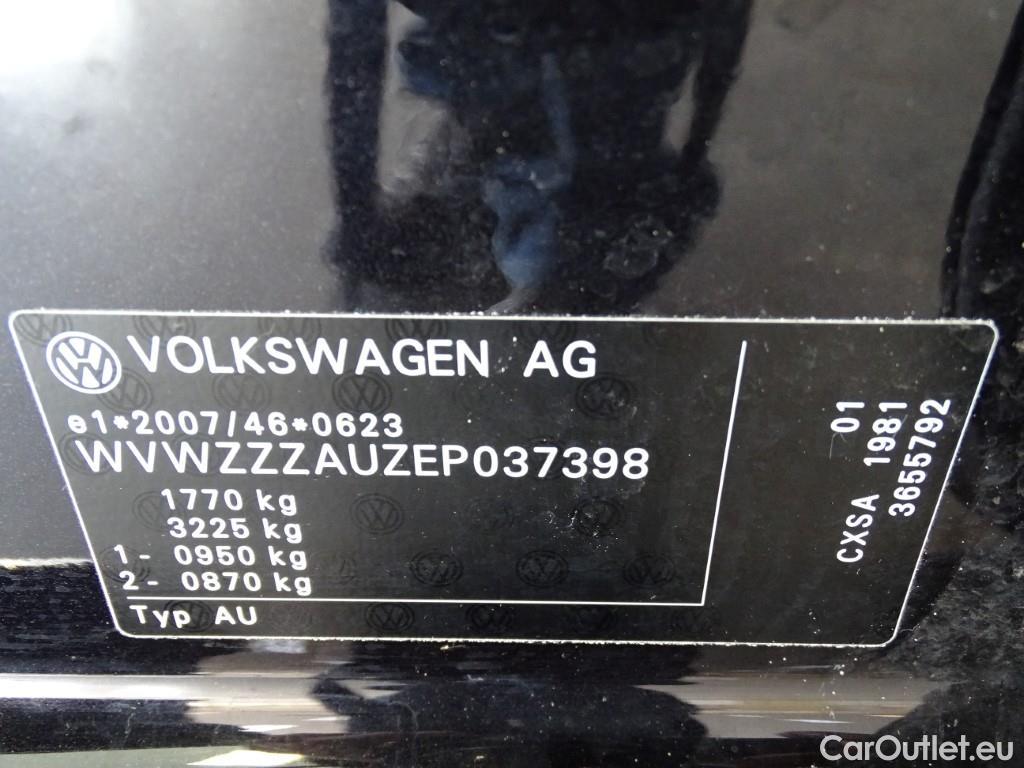 VOLKSWAGEN AG
e1*2007/46*0623
WVWZZZAUZEP037398
1770 kg
3225 kg
1- 0950 kg
2- 0870 kg
Typ AU
01
CXSA 1981
3655792
CarOutlet.eu